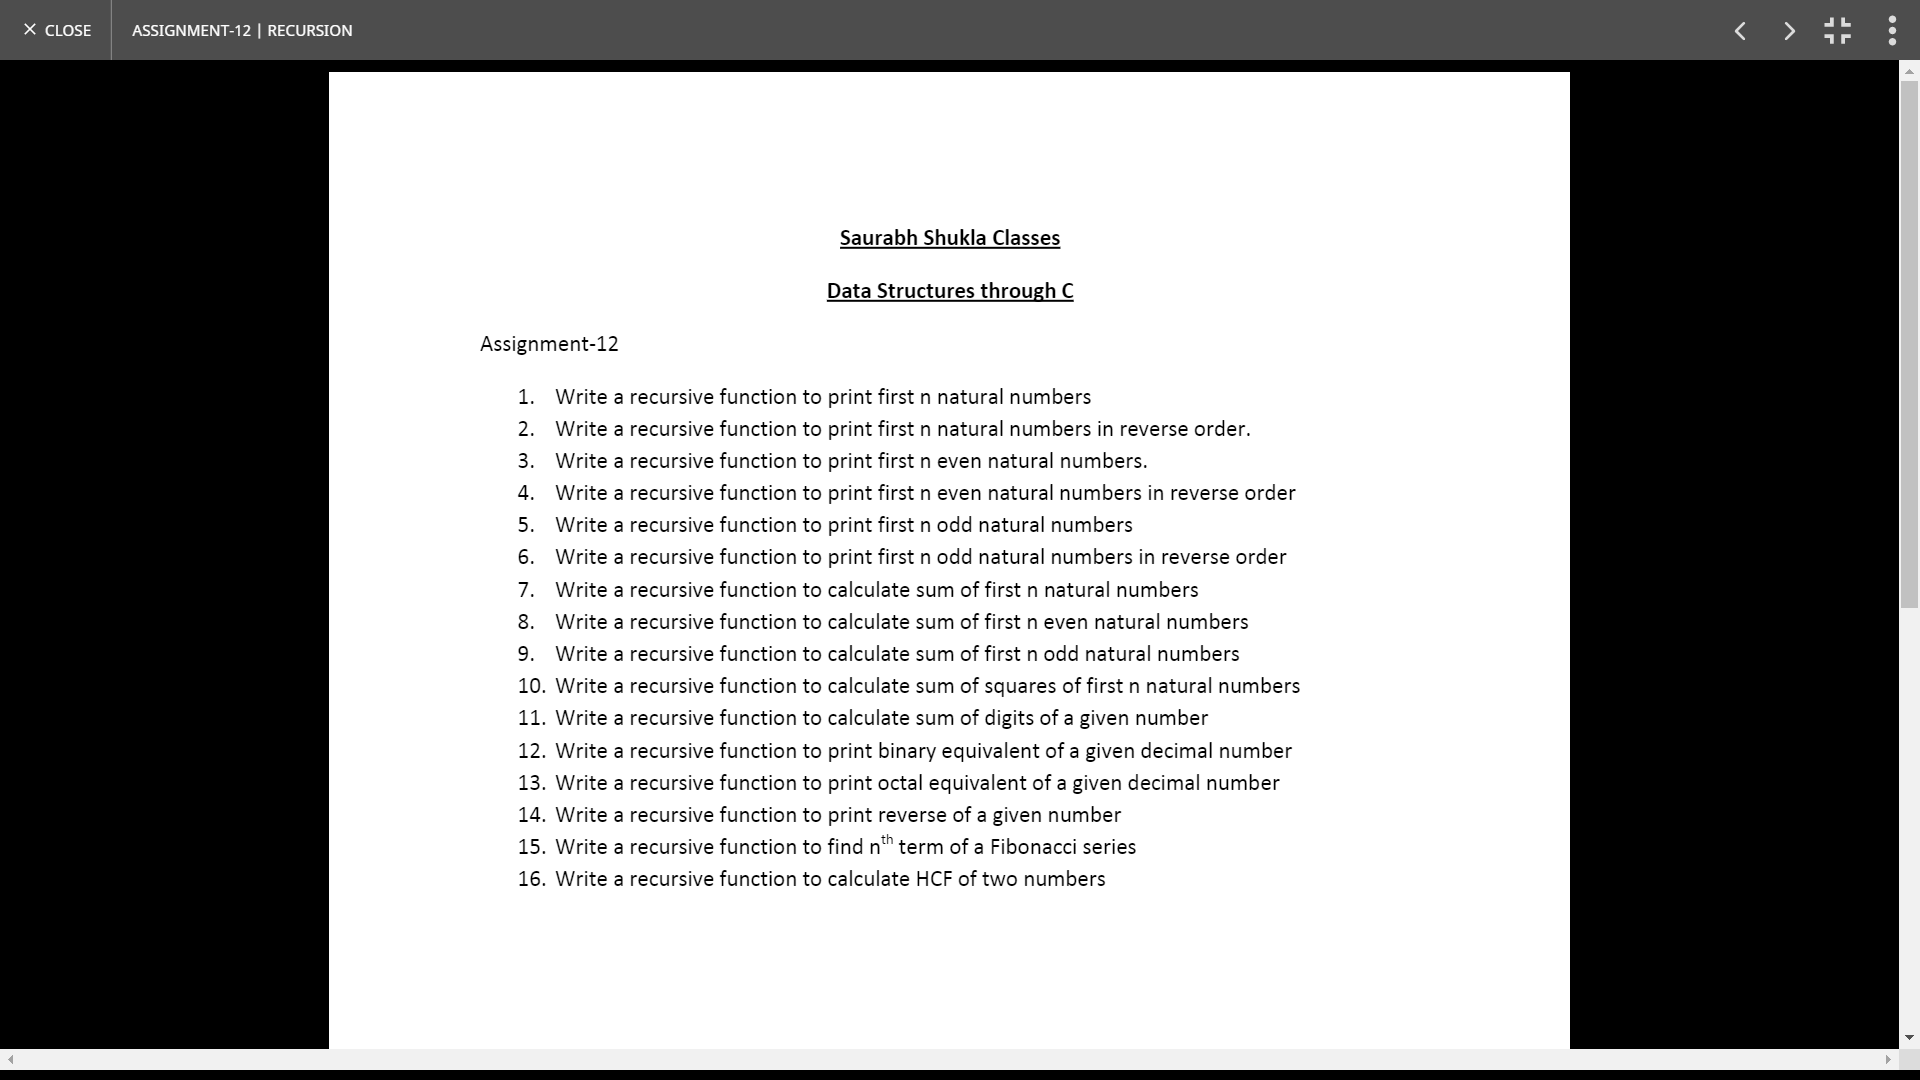 CLOSE
ASSIGNMENT-12 | RECURSION
Saurabh Shukla Classes
Data Structures through C
Assignment-12
1. Write a recursive function to print first n natural numbers
2. Write a recursive function to print first n natural numbers in reverse order.
3. Write a recursive function to print first n even natural numbers.
4. Write a recursive function to print first n even natural numbers in reverse order
5. Write a recursive function to print first n odd natural numbers
6. Write a recursive function to print first n odd natural numbers in reverse order
7. Write a recursive function to calculate sum of first n natural numbers
8. Write a recursive function to calculate sum of first n even natural numbers
9. Write a recursive function to calculate sum of first n odd natural numbers
10. Write a recursive function to calculate sum of squares of first n natural numbers
11. Write a recursive function to calculate sum of digits of a given number
12. Write a recursive function to print binary equivalent of a given decimal number
13. Write a recursive function to print octal equivalent of a given decimal number
14. Write a recursive function to print reverse of a given number
15. Write a recursive function to find nth term of a Fibonacci series
16. Write a recursive function to calculate HCF of two numbers